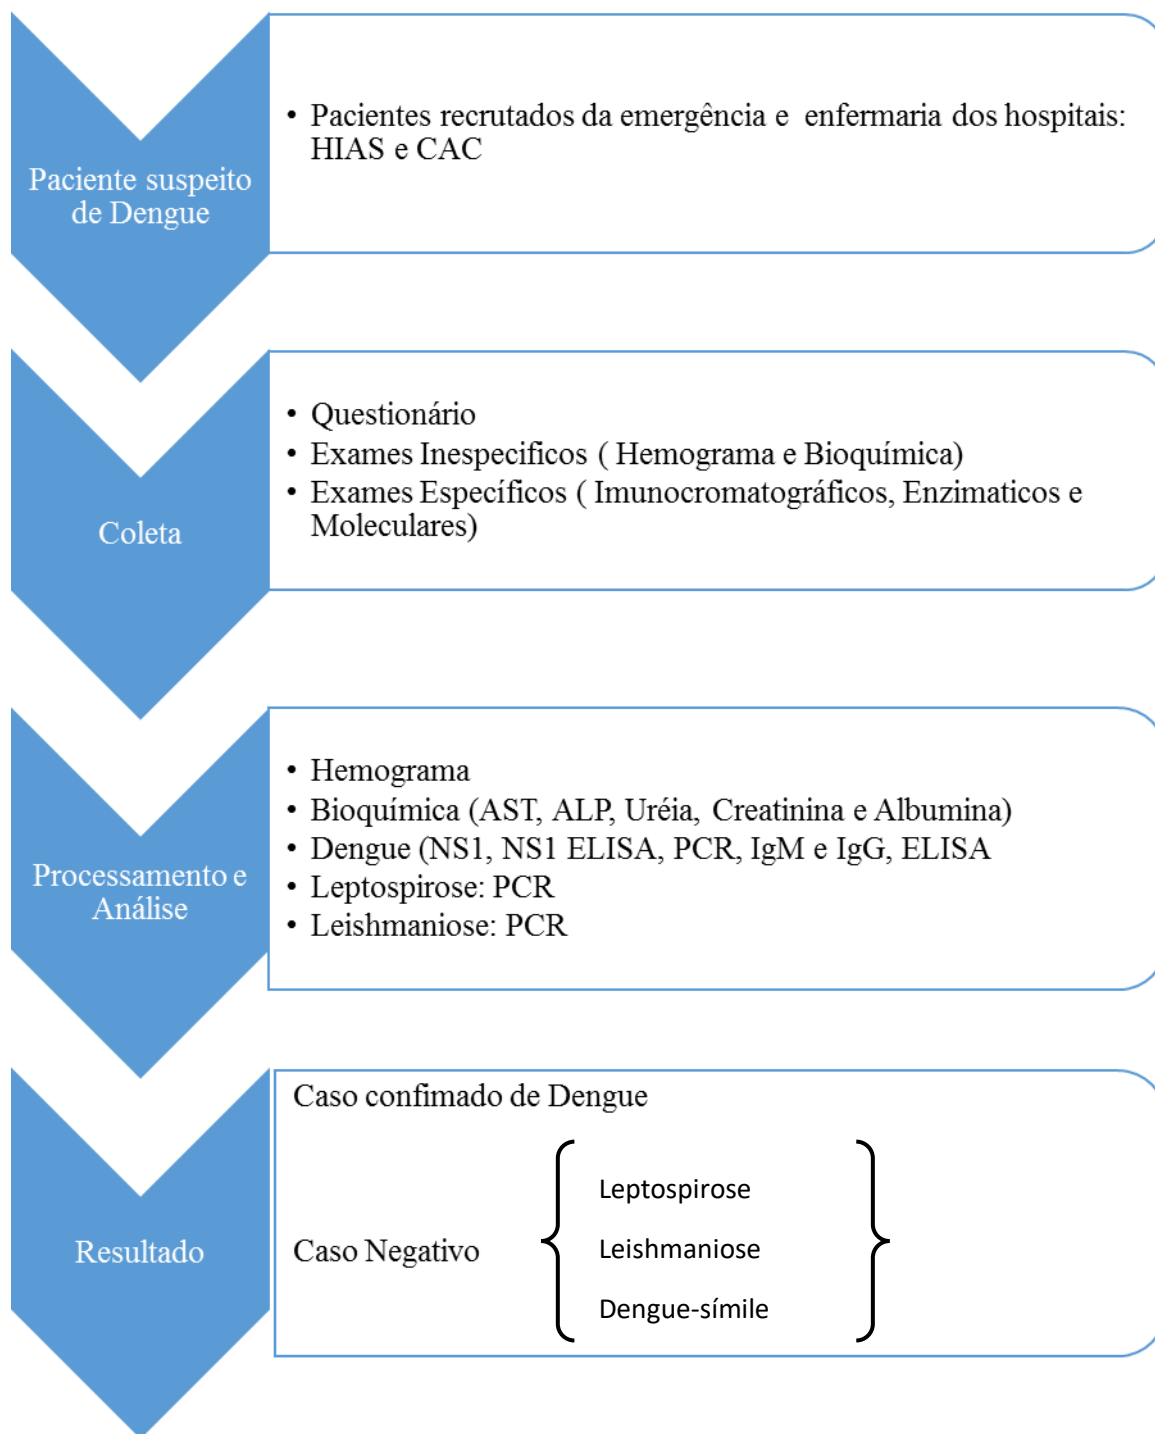 Paciente suspeito
de Dengue
• Pacientes recrutados da emergência e enfermaria dos hospitais:
HIAS e CAC
Coleta
• Questionário
• Exames Inespecificos ( Hemograma e Bioquímica)
• Exames Específicos ( Imunocromatográficos, Enzimaticos e
Moleculares)
Processamento e
Análise
• Hemograma
• Bioquímica (AST, ALP, Uréia, Creatinina e Albumina)
• Dengue (NS1, NS1 ELISA, PCR, IgM e IgG, ELISA
• Leptospirose: PCR
• Leishmaniose: PCR
Resultado
Caso confimado de Dengue
Caso Negativo
Leptospirose
Leishmaniose
Dengue-símile